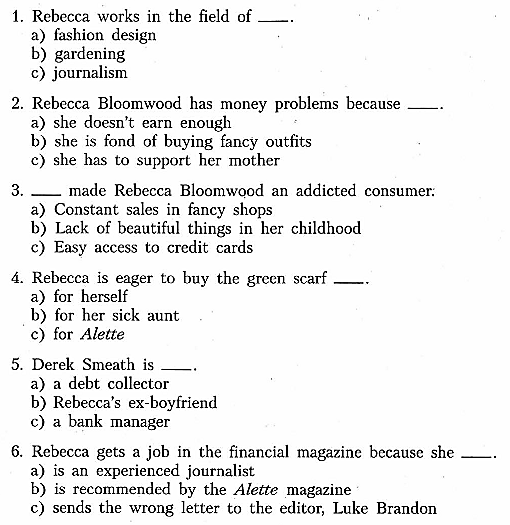 1. Rebecca works in the field of ____.
a) fashion design
b) gardening
c) journalism
2. Rebecca Bloomwood has money problems because ____.
a) she doesn't earn enough
b) she is fond of buying fancy outfits
c) she has to support her mother
3. ____ made Rebecca Bloomwood an addicted consumer.
a) Constant sales in fancy shops
b) Lack of beautiful things in her childhood
c) Easy access to credit cards
4. Rebecca is eager to buy the green scarf ____.
a) for herself
b) for her sick aunt
c) for Alette
5. Derek Smeath is ____.
a) a debt collector
b) Rebecca's ex-boyfriend
c) a bank manager
6. Rebecca gets a job in the financial magazine because she ____.
a) is an experienced journalist
b) is recommended by the Alette magazine
c) sends the wrong letter to the editor, Luke Brandon